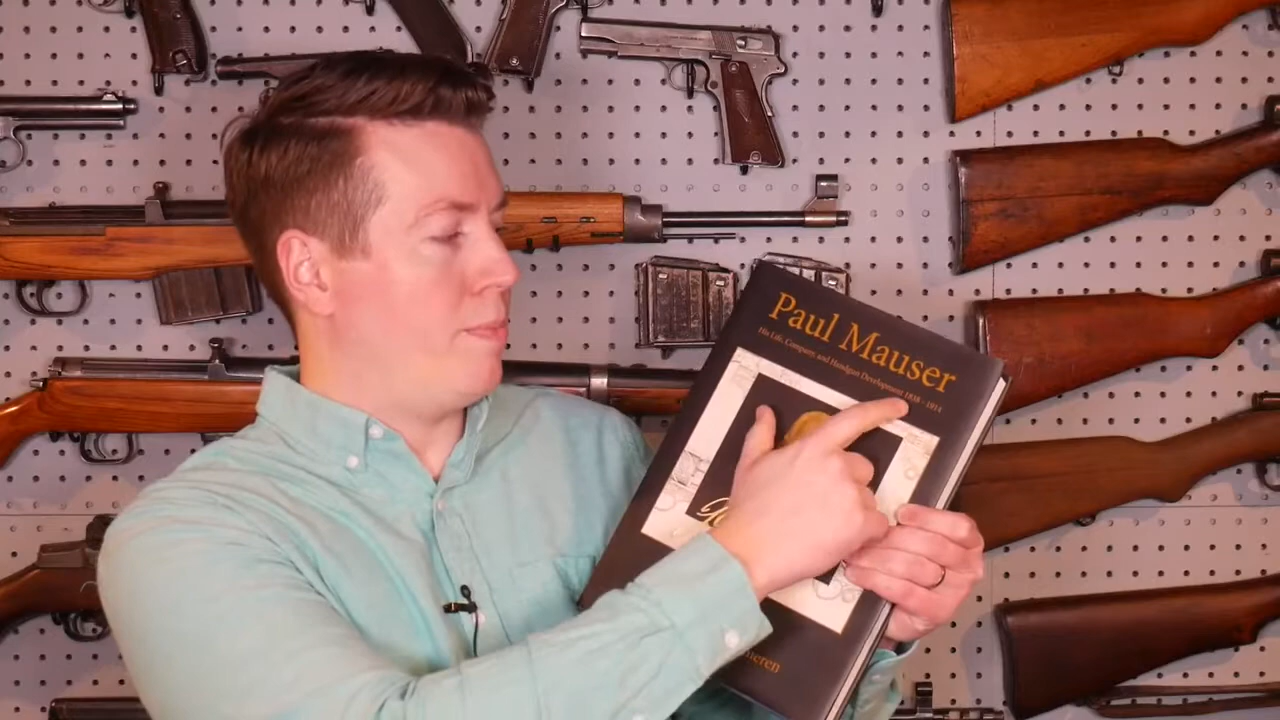 Paul Mauser
His Life, Company, and Handgun Development 1838 - 1914